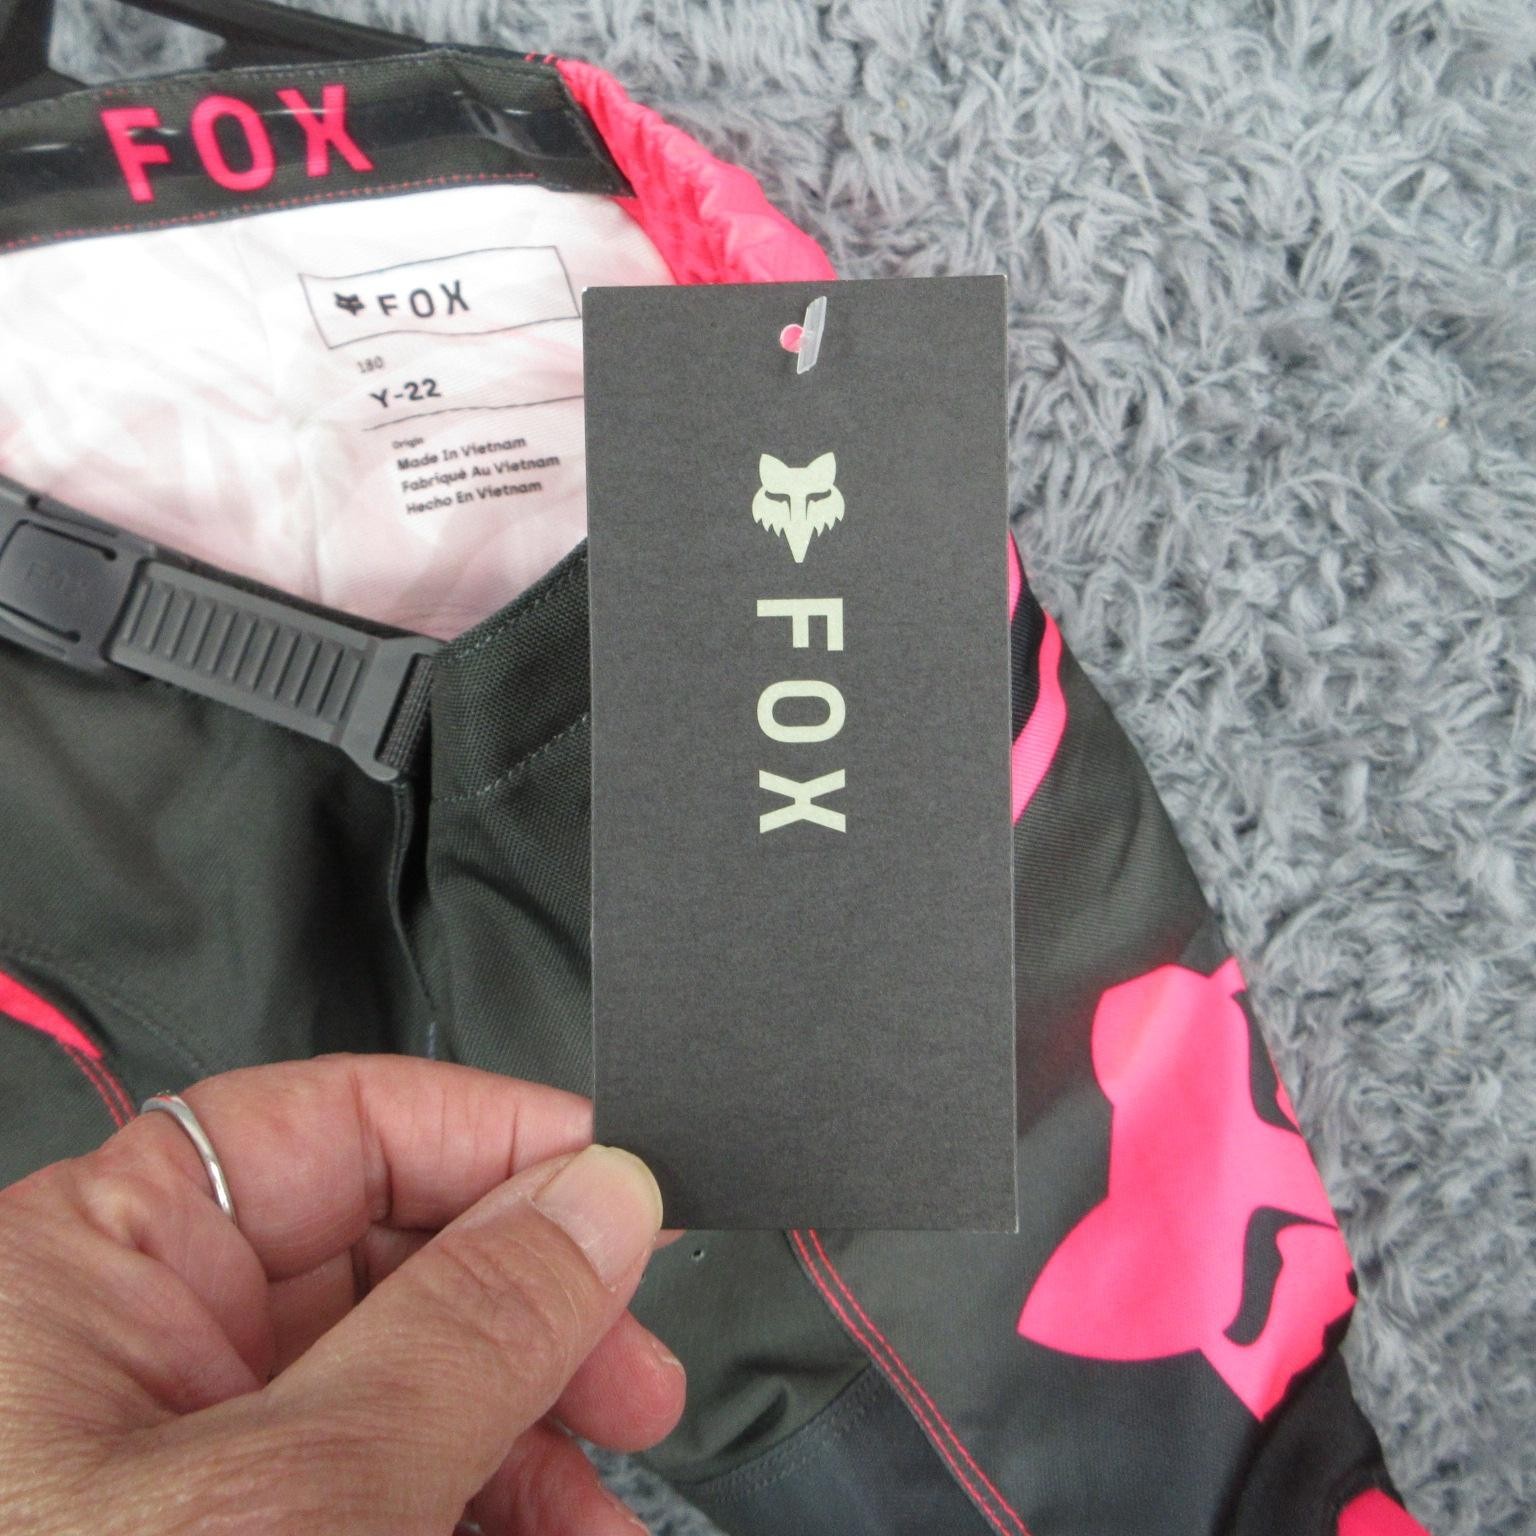 FOX
FOX
180
Y-22
Origin
Made In Vietnam
Fabriqué Au Vietnam
Hecho En Vietnam
FOX